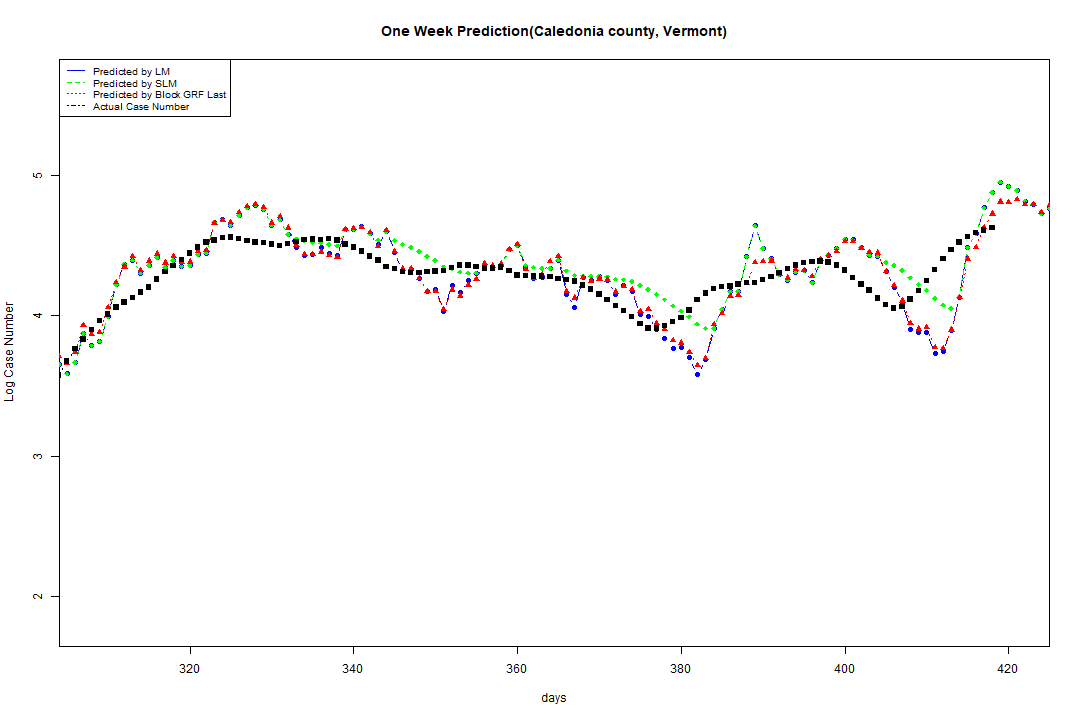 One Week Prediction(Caledonia county, Vermont)
Predicted by LM
Predicted by SLM
Predicted by Block GRF Last
Actual Case Number
5
4
3
2
Log Case Number
320 340 360 380 400 420
days